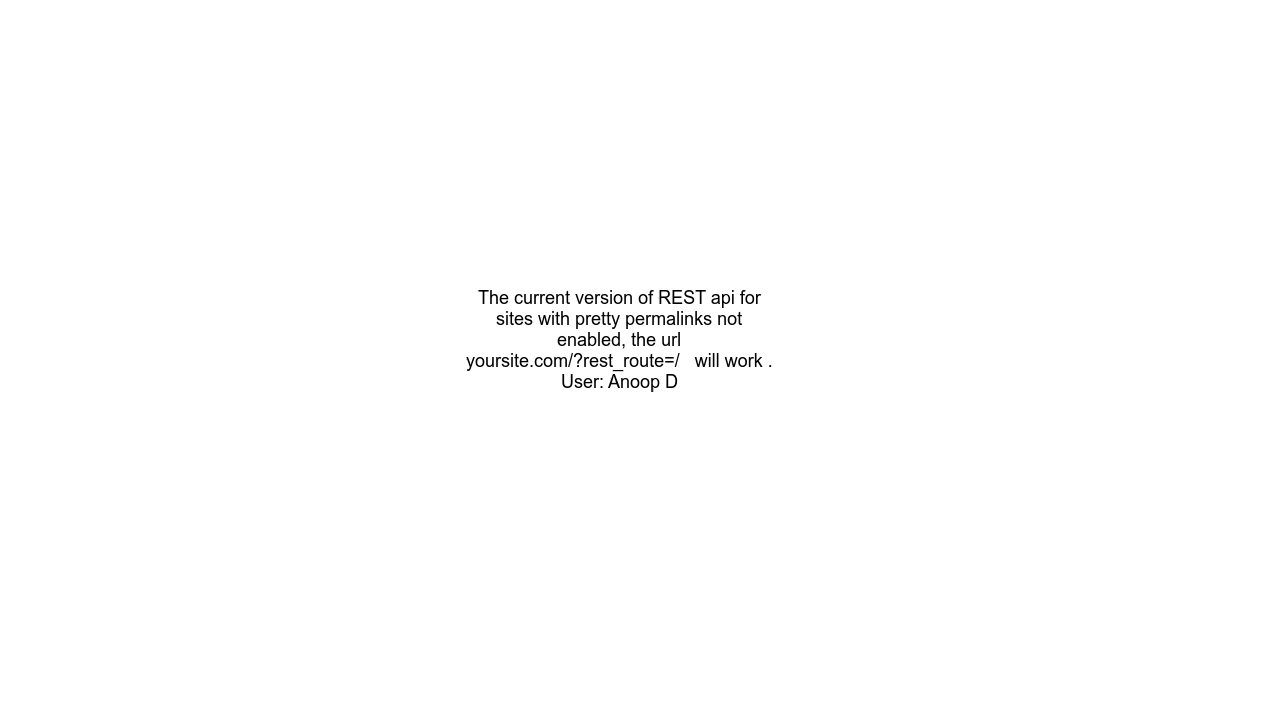 The current version of REST api for
sites with pretty permalinks not
enabled, the url
yoursite.com/?rest_route=/   will work .
User: Anoop D